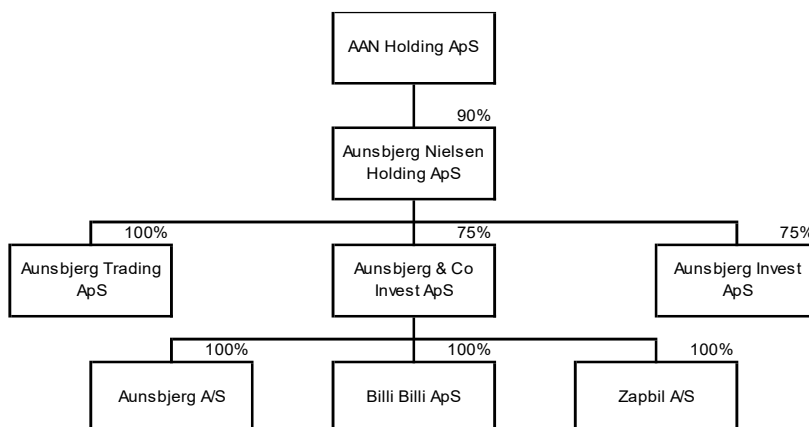 AAN Holding ApS
90%
Aunsbjerg Nielsen
Holding ApS
100%
75%
75%
Aunsbjerg Trading
ApS
Aunsbjerg & Co
Invest ApS
Aunsbjerg Invest
ApS
100%
100%
100%
Aunsbjerg A/S
Billi Billi ApS
Zapbil A/S